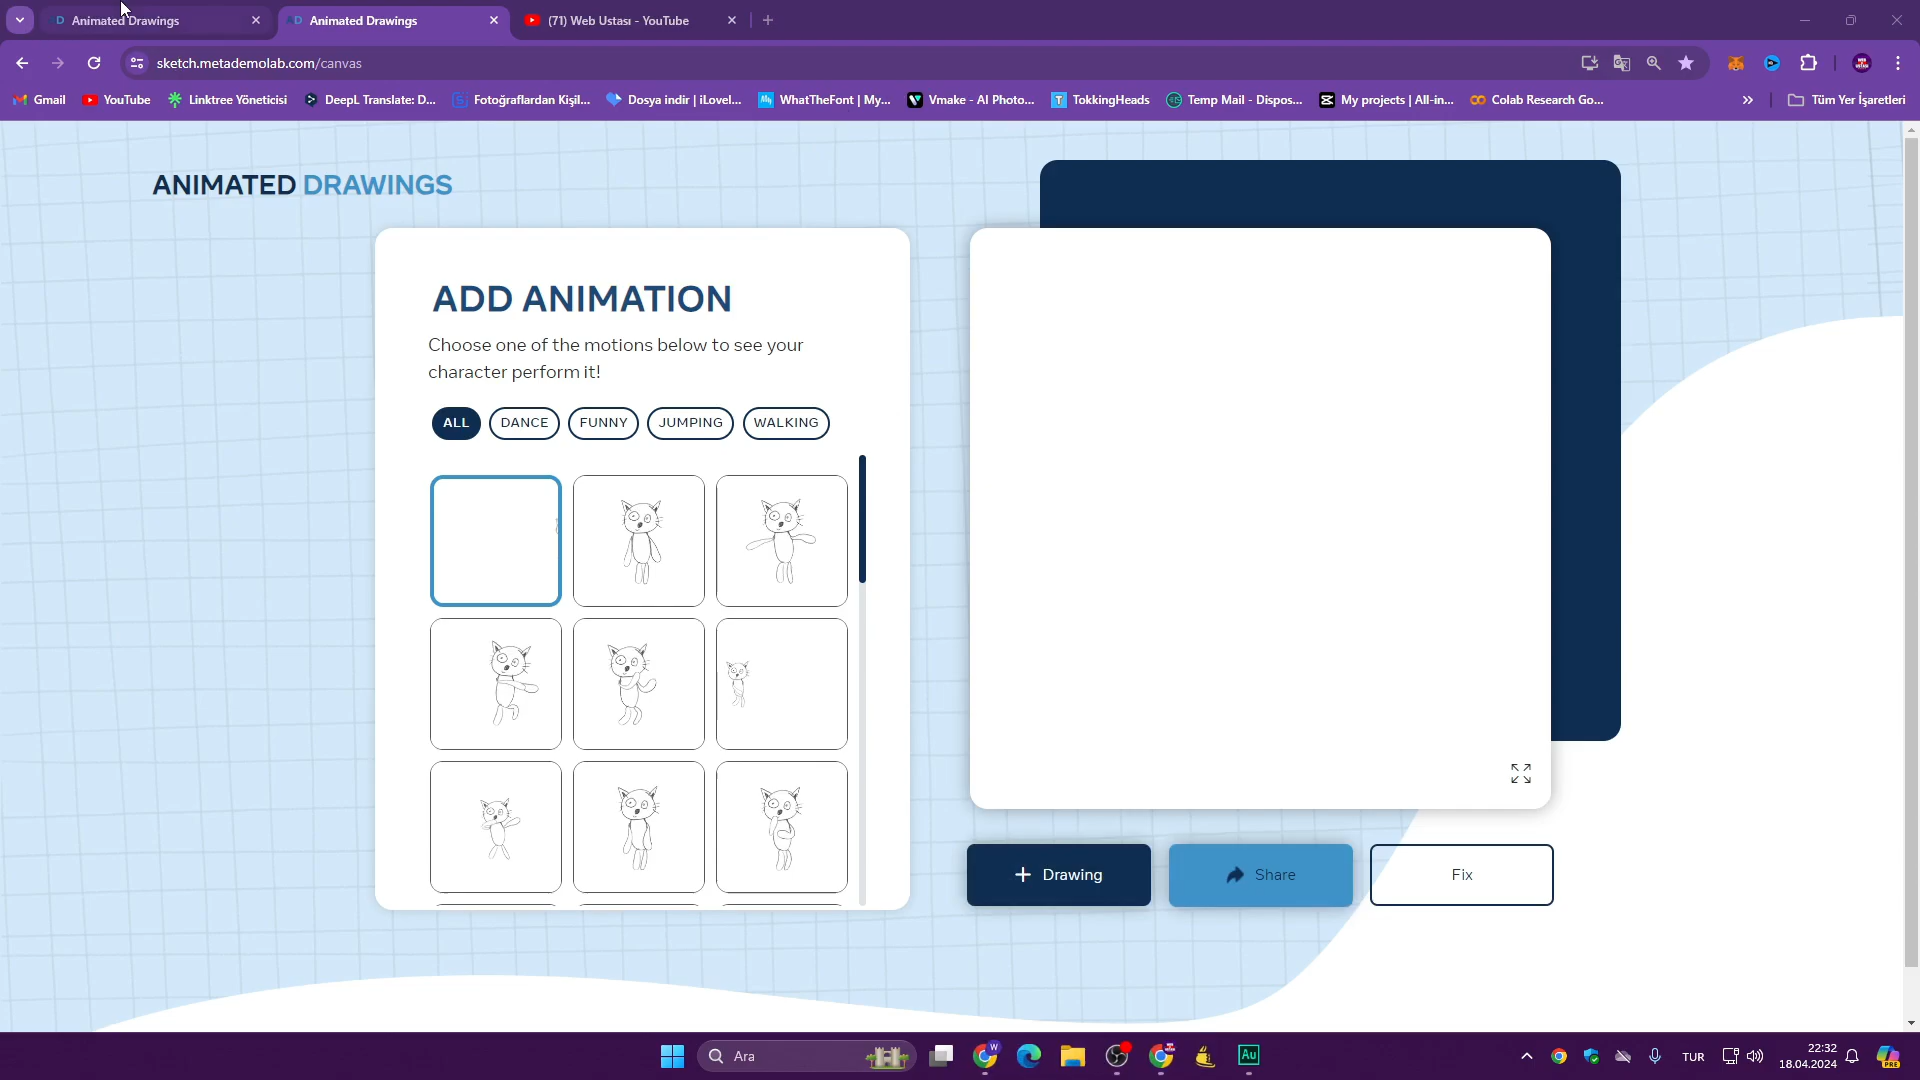 Animated Drawings
Animated Drawings
(71) Web Ustası - YouTube
sketch.metademolab.com/canvas
Gmail
YouTube
Linktree Yöneticisi
DeepL Translate: D...
Fotoğraflardan Kişil...
Dosya indir | iLovel...
WhatTheFont | My...
Vmake - AI Photo...
TokkingHeads
Temp Mail - Dispos...
My projects | All-in...
Colab Research Go...
Tüm Yer İşaretleri
ANIMATED DRAWINGS
ADD ANIMATION
Choose one of the motions below to see your
character perform it!
ALL
DANCE
FUNNY
JUMPING
WALKING
Drawing
Share
Fix
Ara
W
Au
TUR
22:32
18.04.2024
PRE